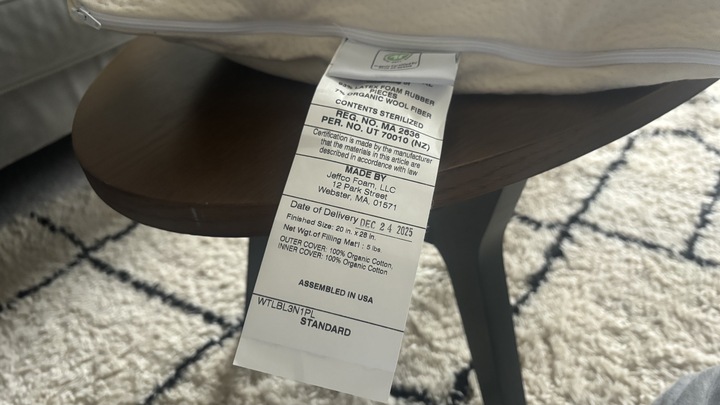 LATEX FOAM RUBBER
PIECES
7% ORGANIC WOOL FIBER
CONTENTS STERILIZED
REG. NO. MA 2636
PER. NO. UT 70010 (NZ)
Certification is made by the manufacturer
that the materials in this article are
described in accordance with law
MADE BY
Jeffco Foam, LLC
12 Park Street
Webster, MA. 01571
Date of Delivery DEC 24 2025
Finished Size: 20 in. x 28 in.
Net Wgt.of Filling Mat'l : 5 lbs.
OUTER COVER: 100% Organic Cotton,
INNER COVER: 100% Organic Cotton
ASSEMBLED IN USA
WTLBL3N1PL
STANDARD